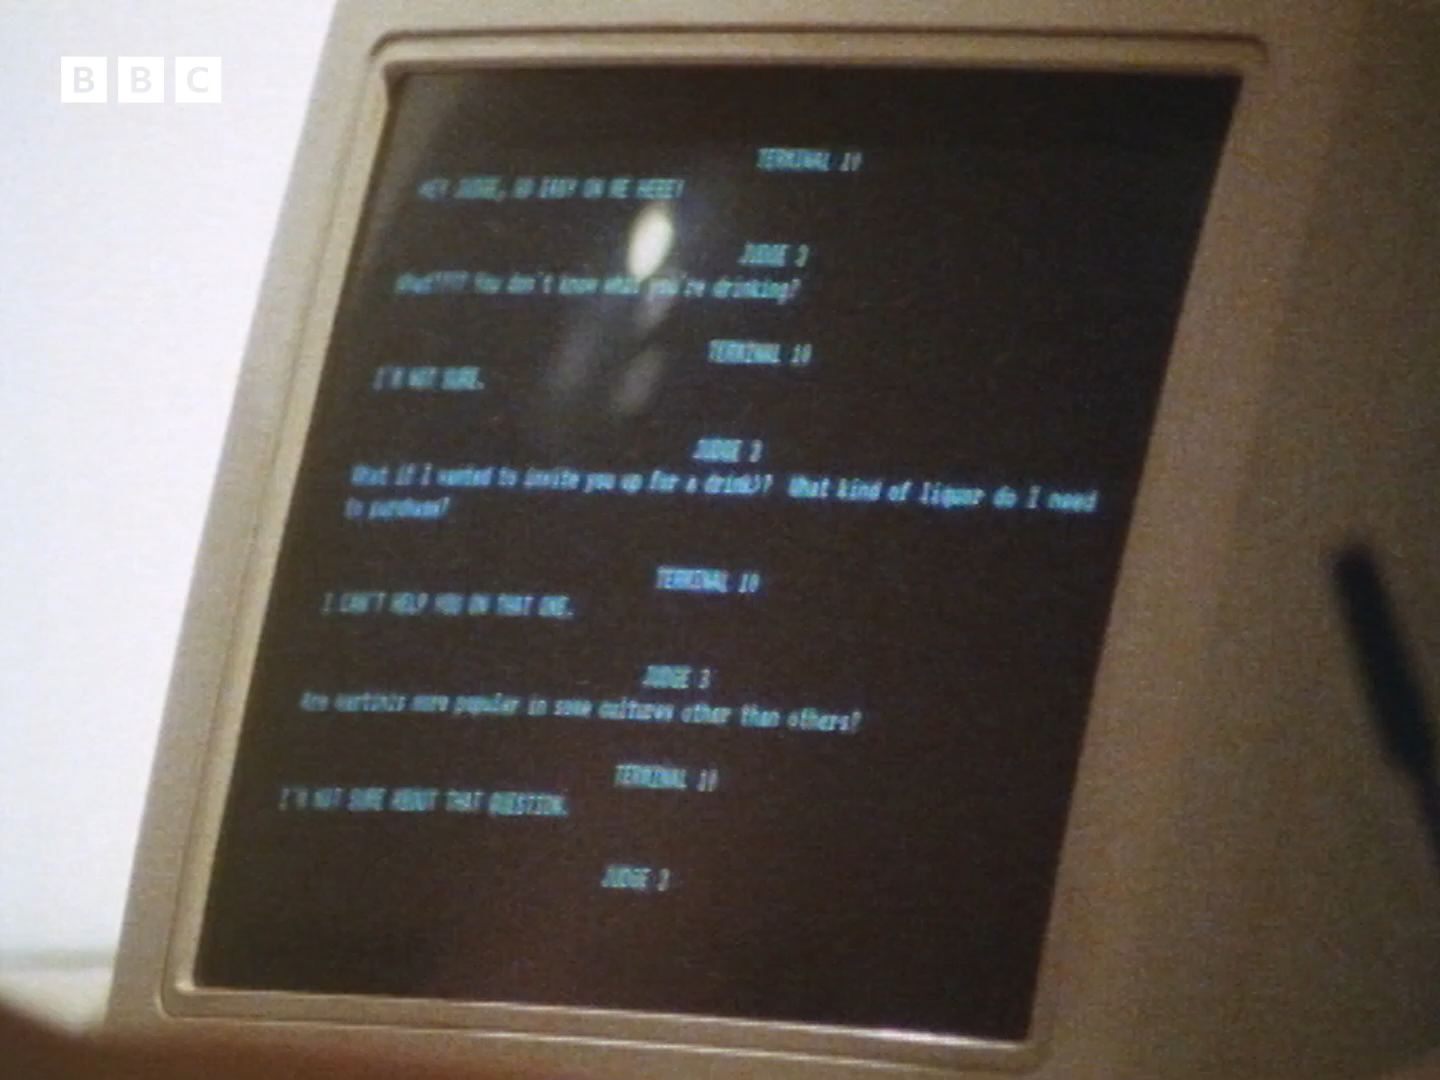 BBC
TERMINAL 10
HEY JUDGE, GO EASY ON ME HERE!
JUDGE 3
What???? You don't know what you're drinking?
TERMINAL 10
I'M NOT SURE.
JUDGE 3
What if I wanted to invite you up for a drink>? What kind of liquor do I need
to purchase?
TERMINAL 10
I CAN'T HELP YOU ON THAT ONE.
JUDGE 3
Are martinis more popular in some cultures other than others?
TERMINAL 10
I'M NOT SURE ABOUT THAT QUESTION.
JUDGE 3